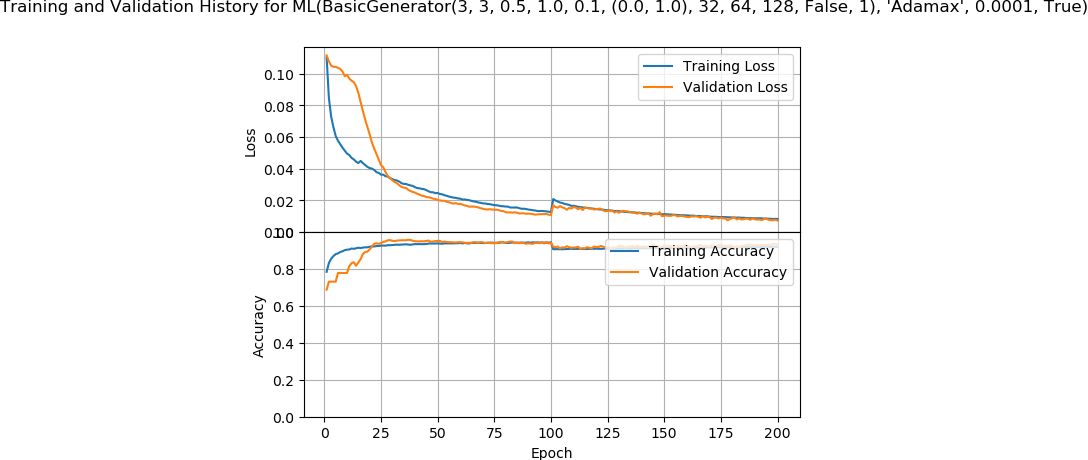 Training and Validation History for ML(BasicGenerator(3, 3, 0.5, 1.0, 0.1, (0.0, 1.0), 32, 64, 128, False, 1), 'Adamax', 0.0001, True)
0.10
0.08
0.06
0.04
0.02
0.00
Loss
Training Loss
Validation Loss
1.0
0.8
0.6
0.4
0.2
0.0
Accuracy
Training Accuracy
Validation Accuracy
0 25 50 75 100 125 150 175 200
Epoch